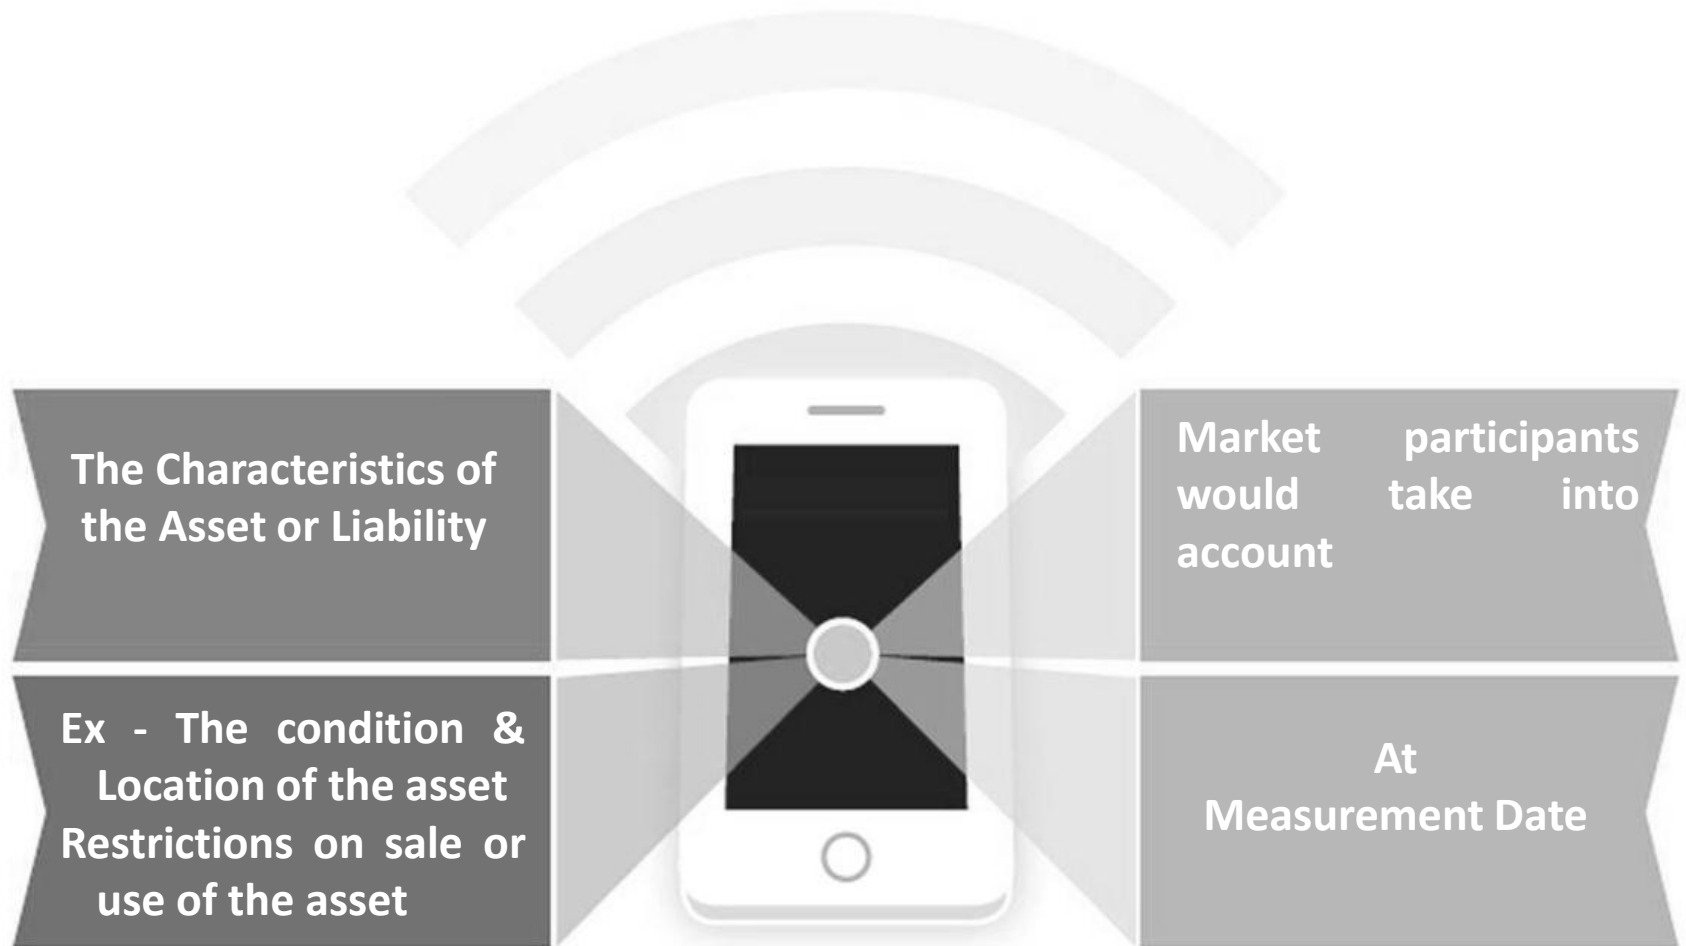 The Characteristics of
the Asset or Liability
Ex - The condition &
Location of the asset
Restrictions on sale or
use of the asset
Market participants
would take into
account
At
Measurement Date